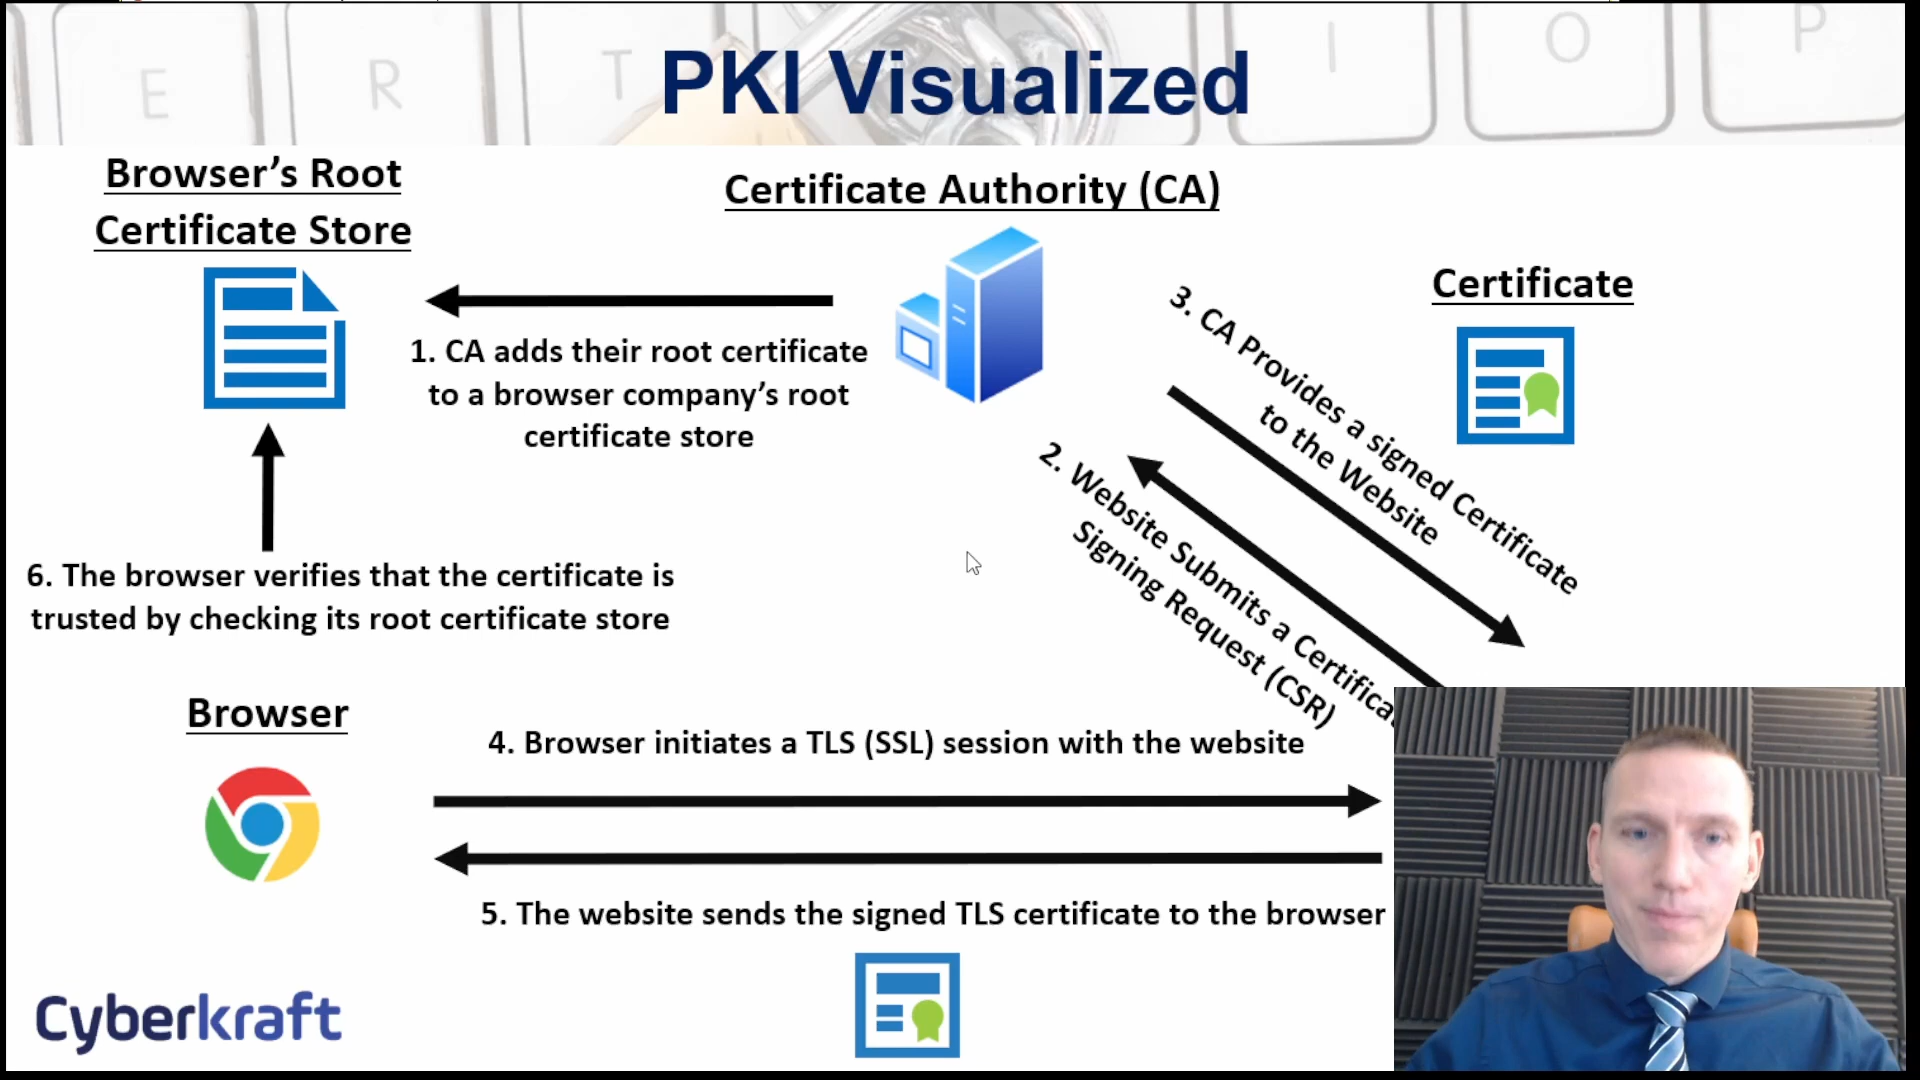 E R T I O P
PKI Visualized
Browser's Root
Certificate Store
Certificate Authority (CA)
Certificate
1. CA adds their root certificate
to a browser company's root
certificate store
3. CA Provides a signed Certificate
to the Website
2. Website Submits a Certifica
Signing Request (CSR)
6. The browser verifies that the certificate is
trusted by checking its root certificate store
Browser
4. Browser initiates a TLS (SSL) session with the website
5. The website sends the signed TLS certificate to the browser
Cyberkraft